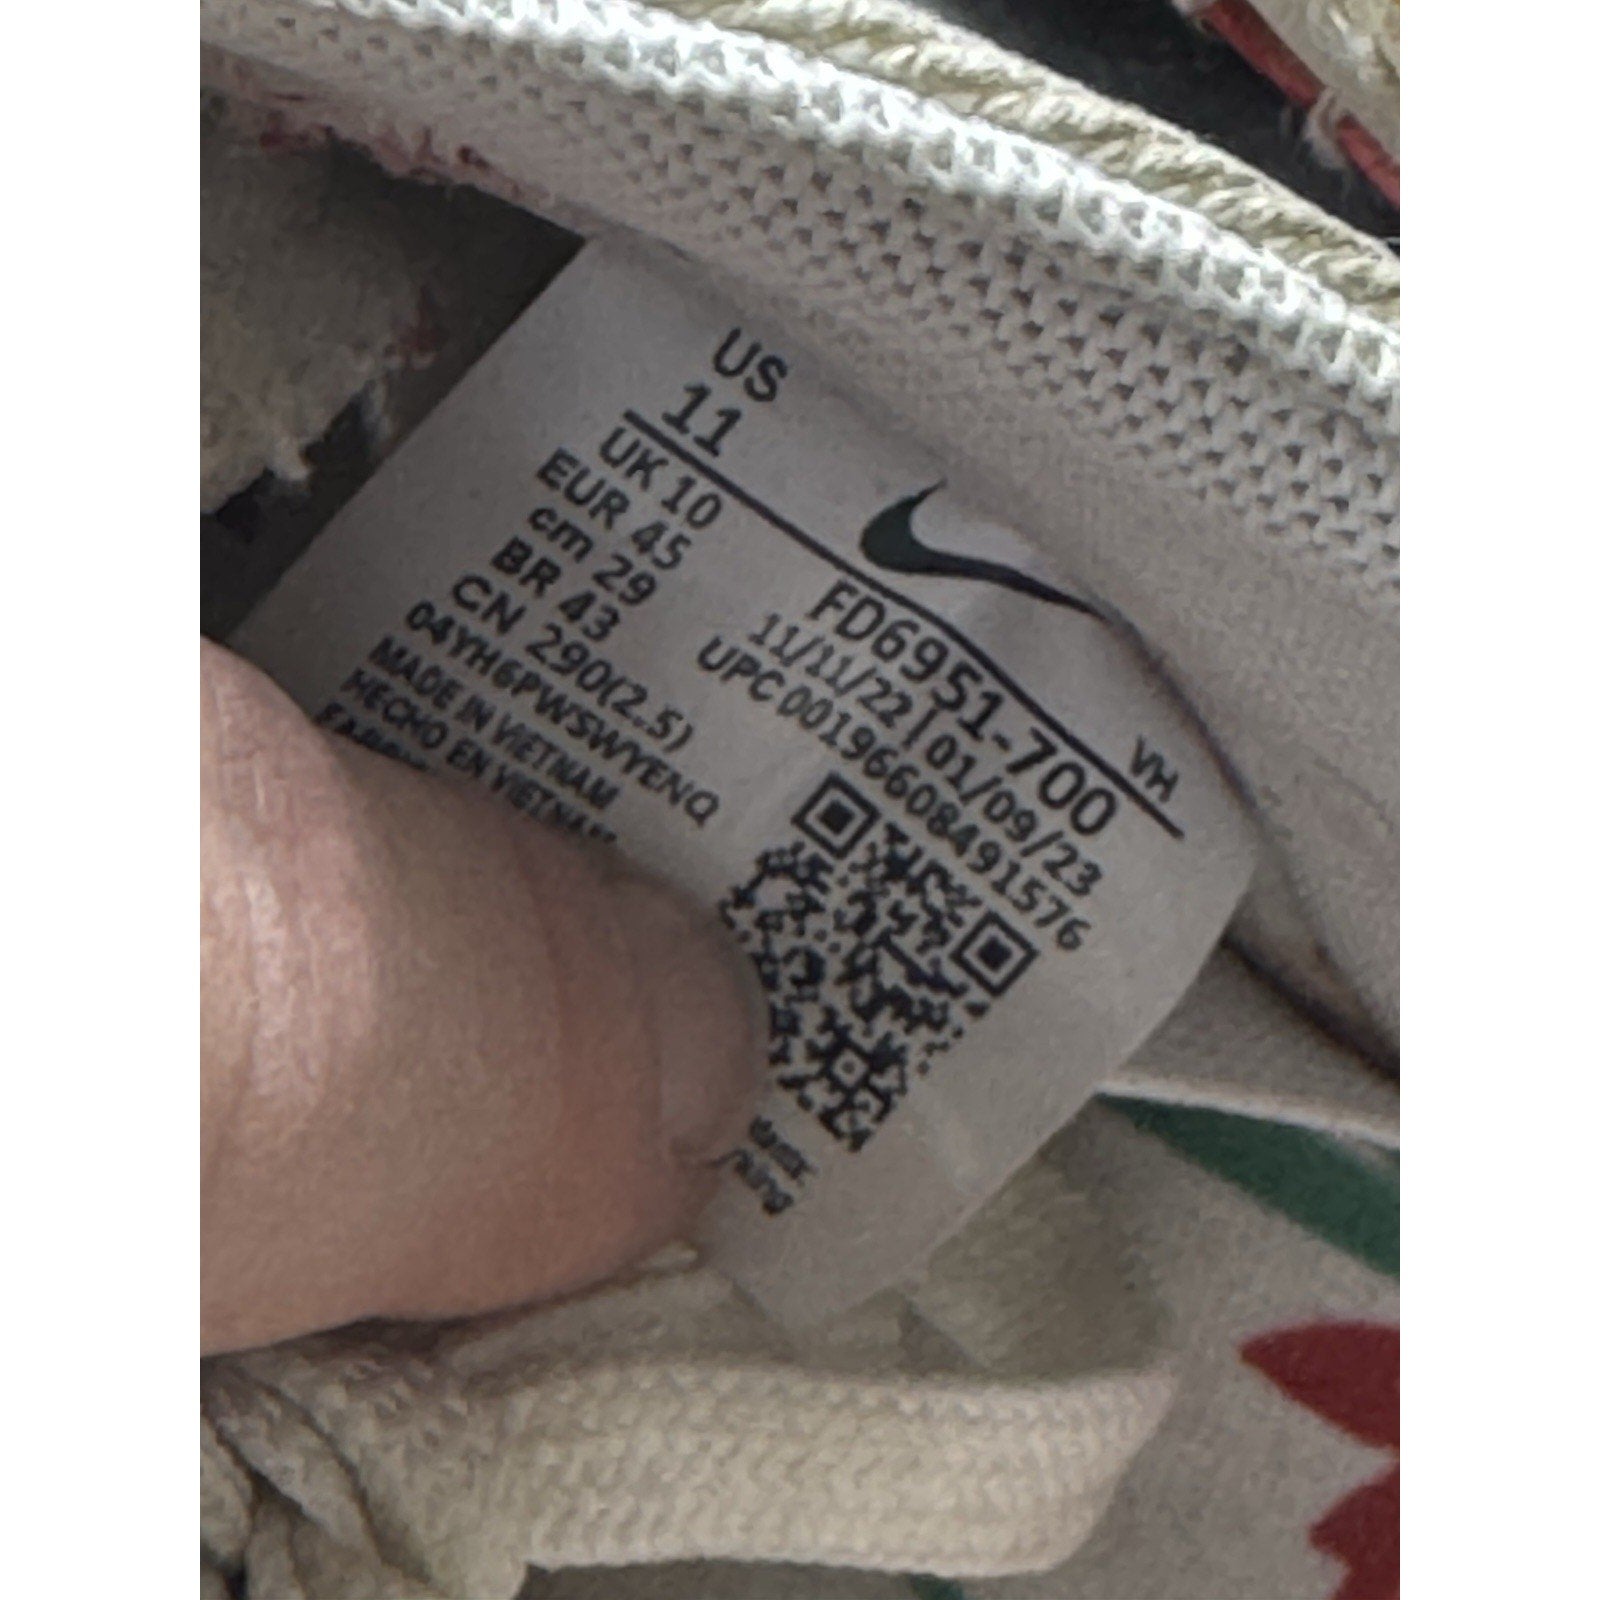 US
11
UK 10
EUR 45
cm 29
BR 43
CN 290(2.5)
04YH6PWSWYENQ
MADE IN VIETNAM
HECHO EN VIETNAM
VH
FD6951-700
11/11/22 | 01/09/23
UPC 00196608491576